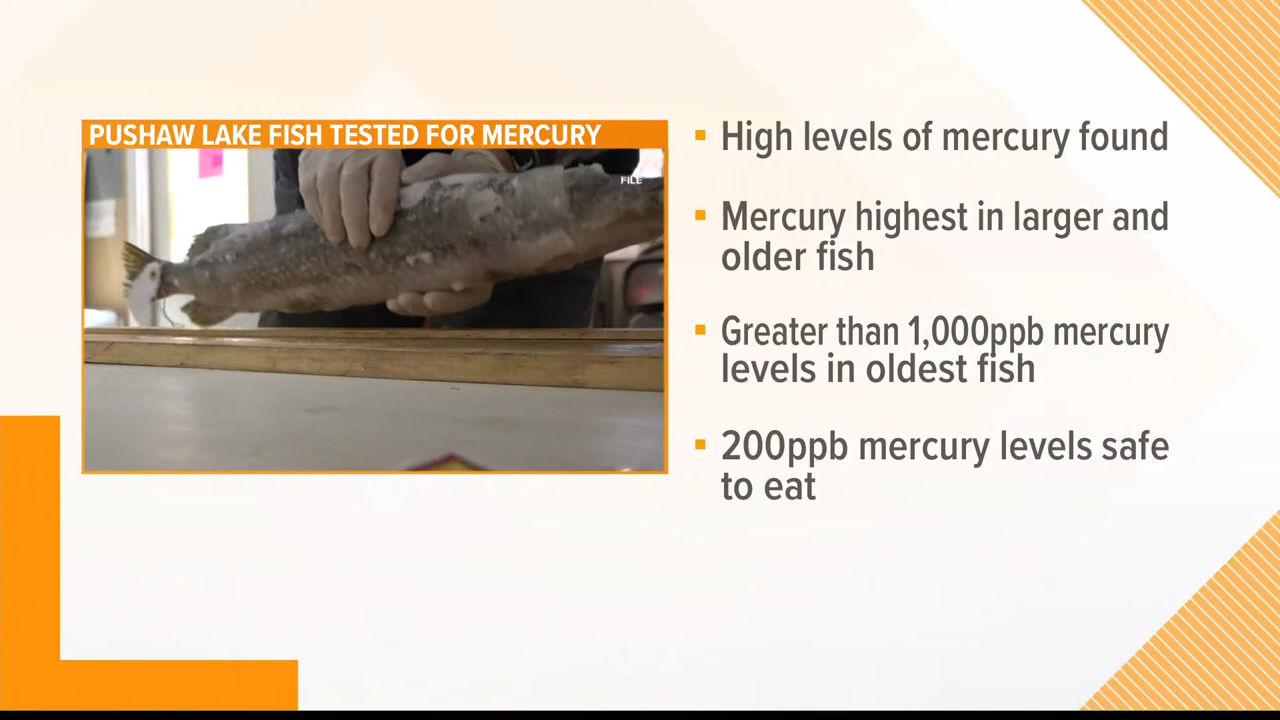 PUSHAW LAKE FISH TESTED FOR MERCURY
FILE
High levels of mercury found
Mercury highest in larger and
older fish
Greater than 1,000ppb mercury
levels in oldest fish
200ppb mercury levels safe
to eat